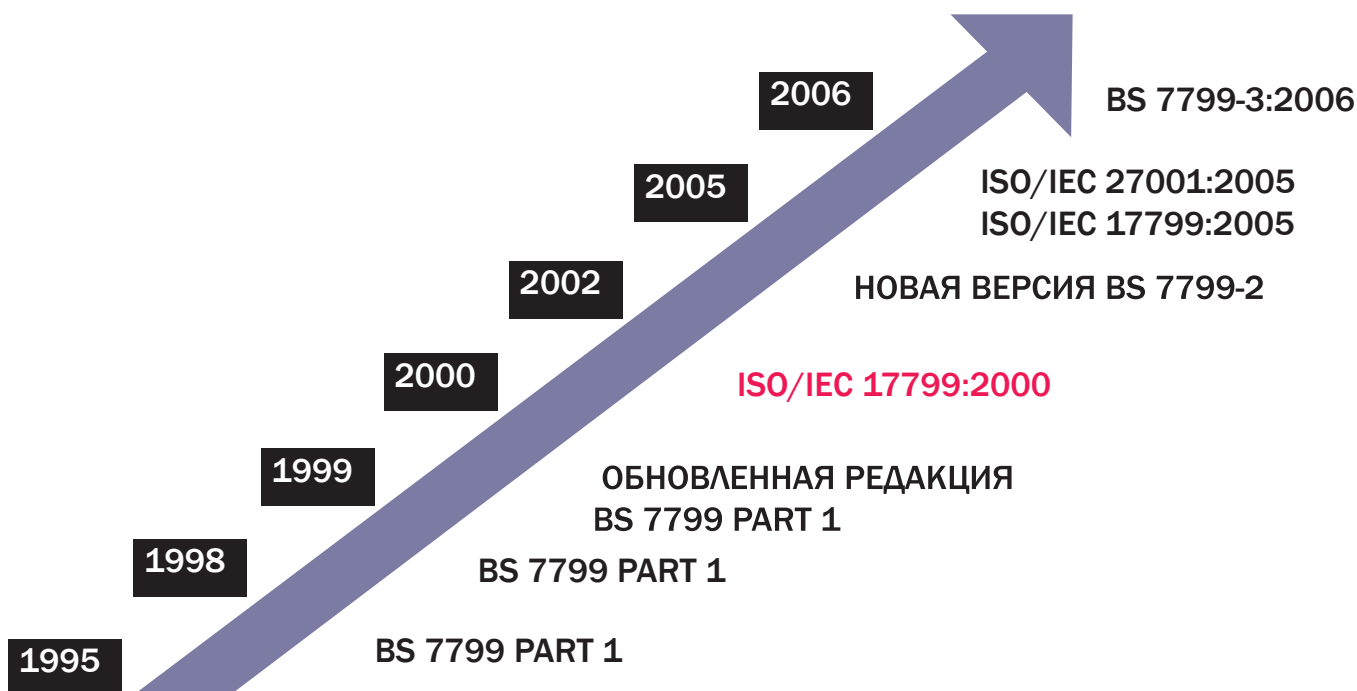 2006
BS 7799-3:2006
2005
ISO/IEC 27001:2005
ISO/IEC 17799:2005
2002
НОВАЯ ВЕРСИЯ BS 7799-2
2000
ISO/IEC 17799:2000
1999
ОБНОВЛЕННАЯ РЕДАКЦИЯ
BS 7799 PART 1
1998
BS 7799 PART 1
1995
BS 7799 PART 1